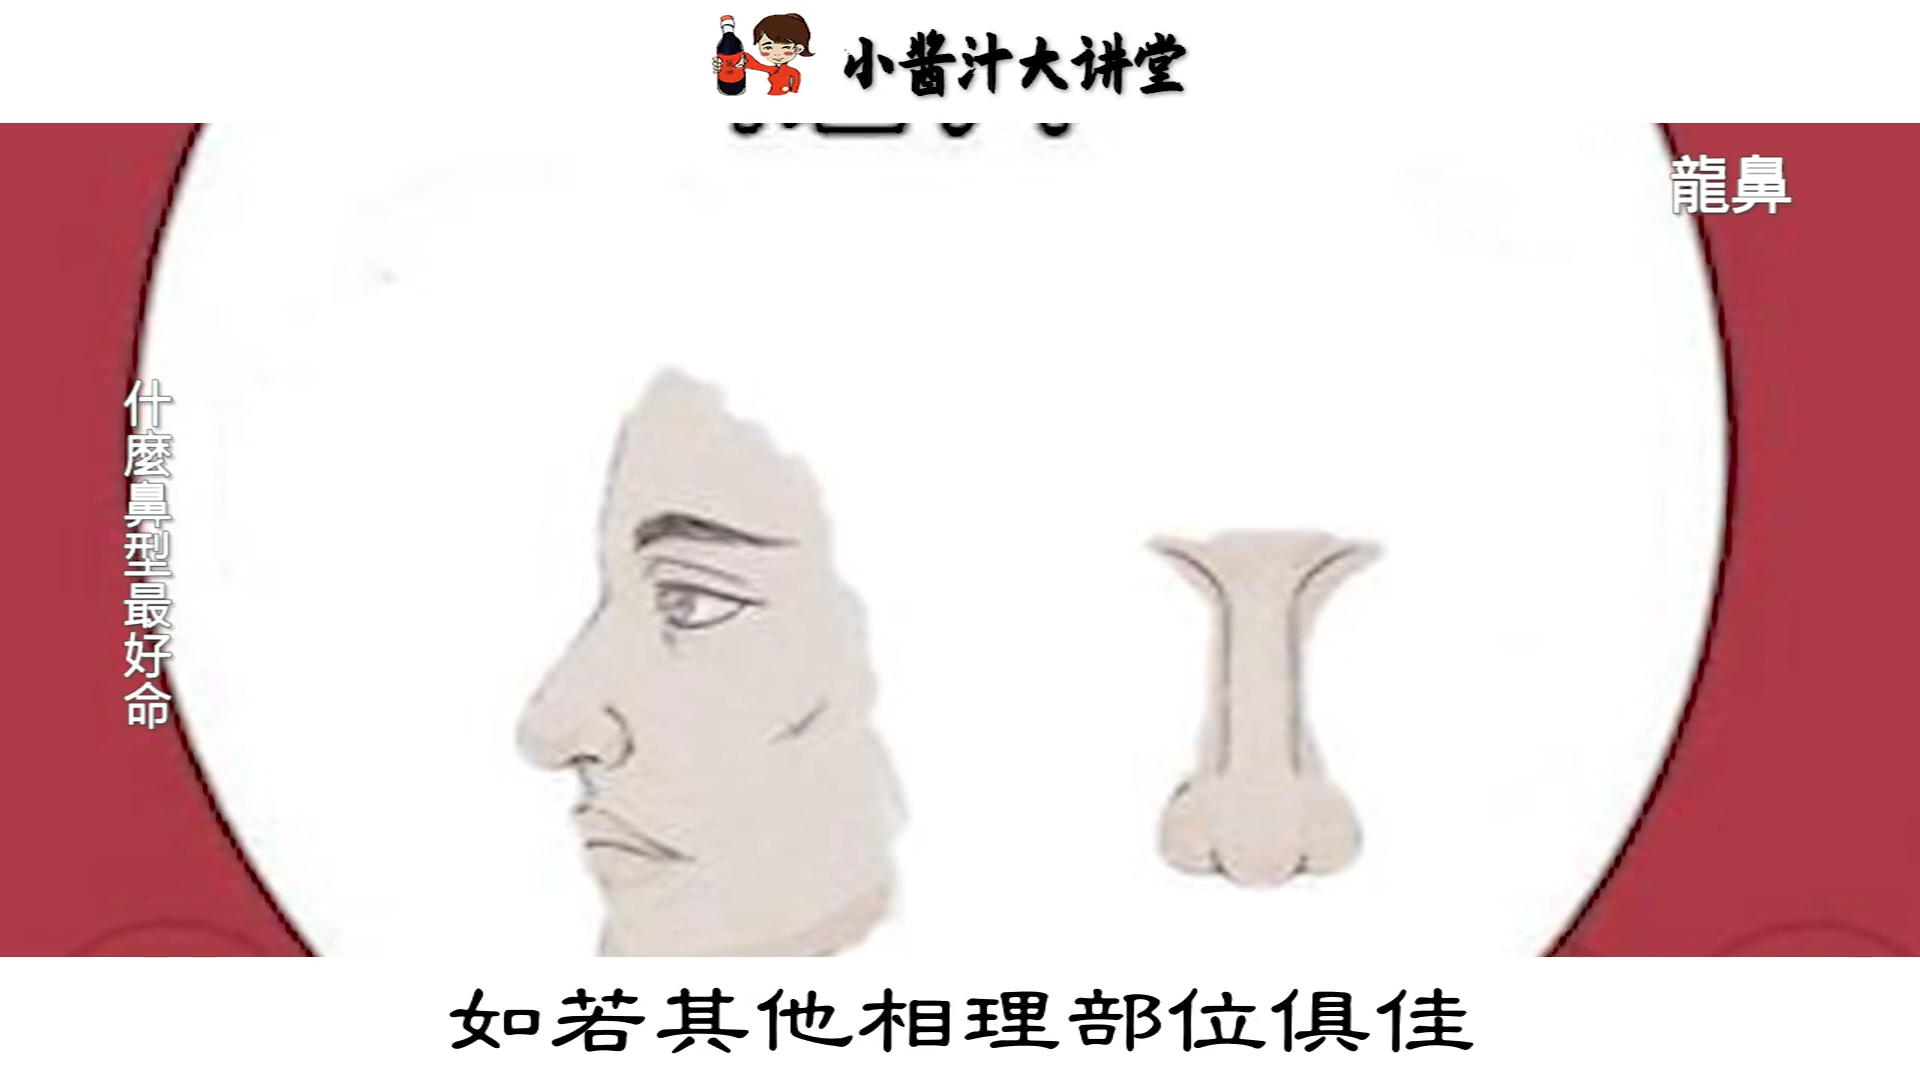 小酱汁大讲堂
龍鼻
什麼鼻型最好命
如若其他相理部位俱佳